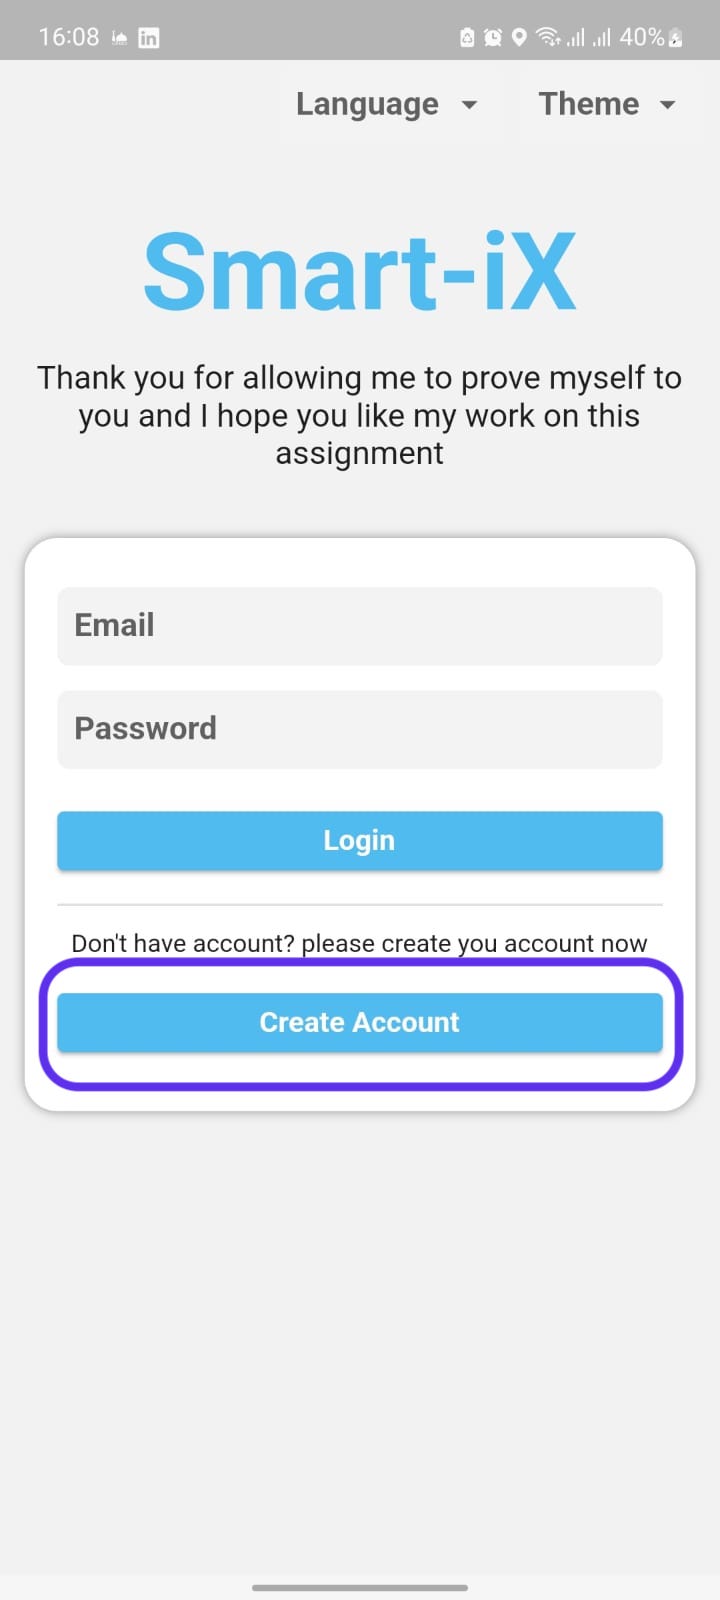 16:08 in 40%
Language Theme
Smart-iX
Thank you for allowing me to prove myself to
you and I hope you like my work on this
assignment
Email
Password
Login
Don't have account? please create you account now
Create Account